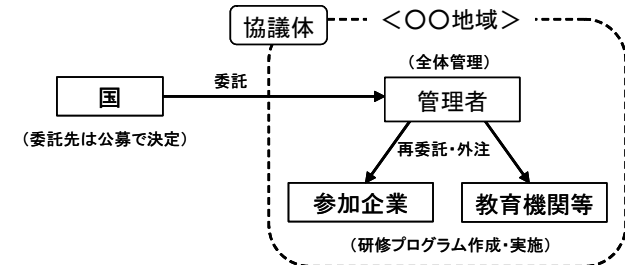 協議体
＜〇〇地域＞
(全体管理)
委託
国
管理者
(委託先は公募で決定)
再委託・外注
参加企業
教育機関等
(研修プログラム作成・実施)